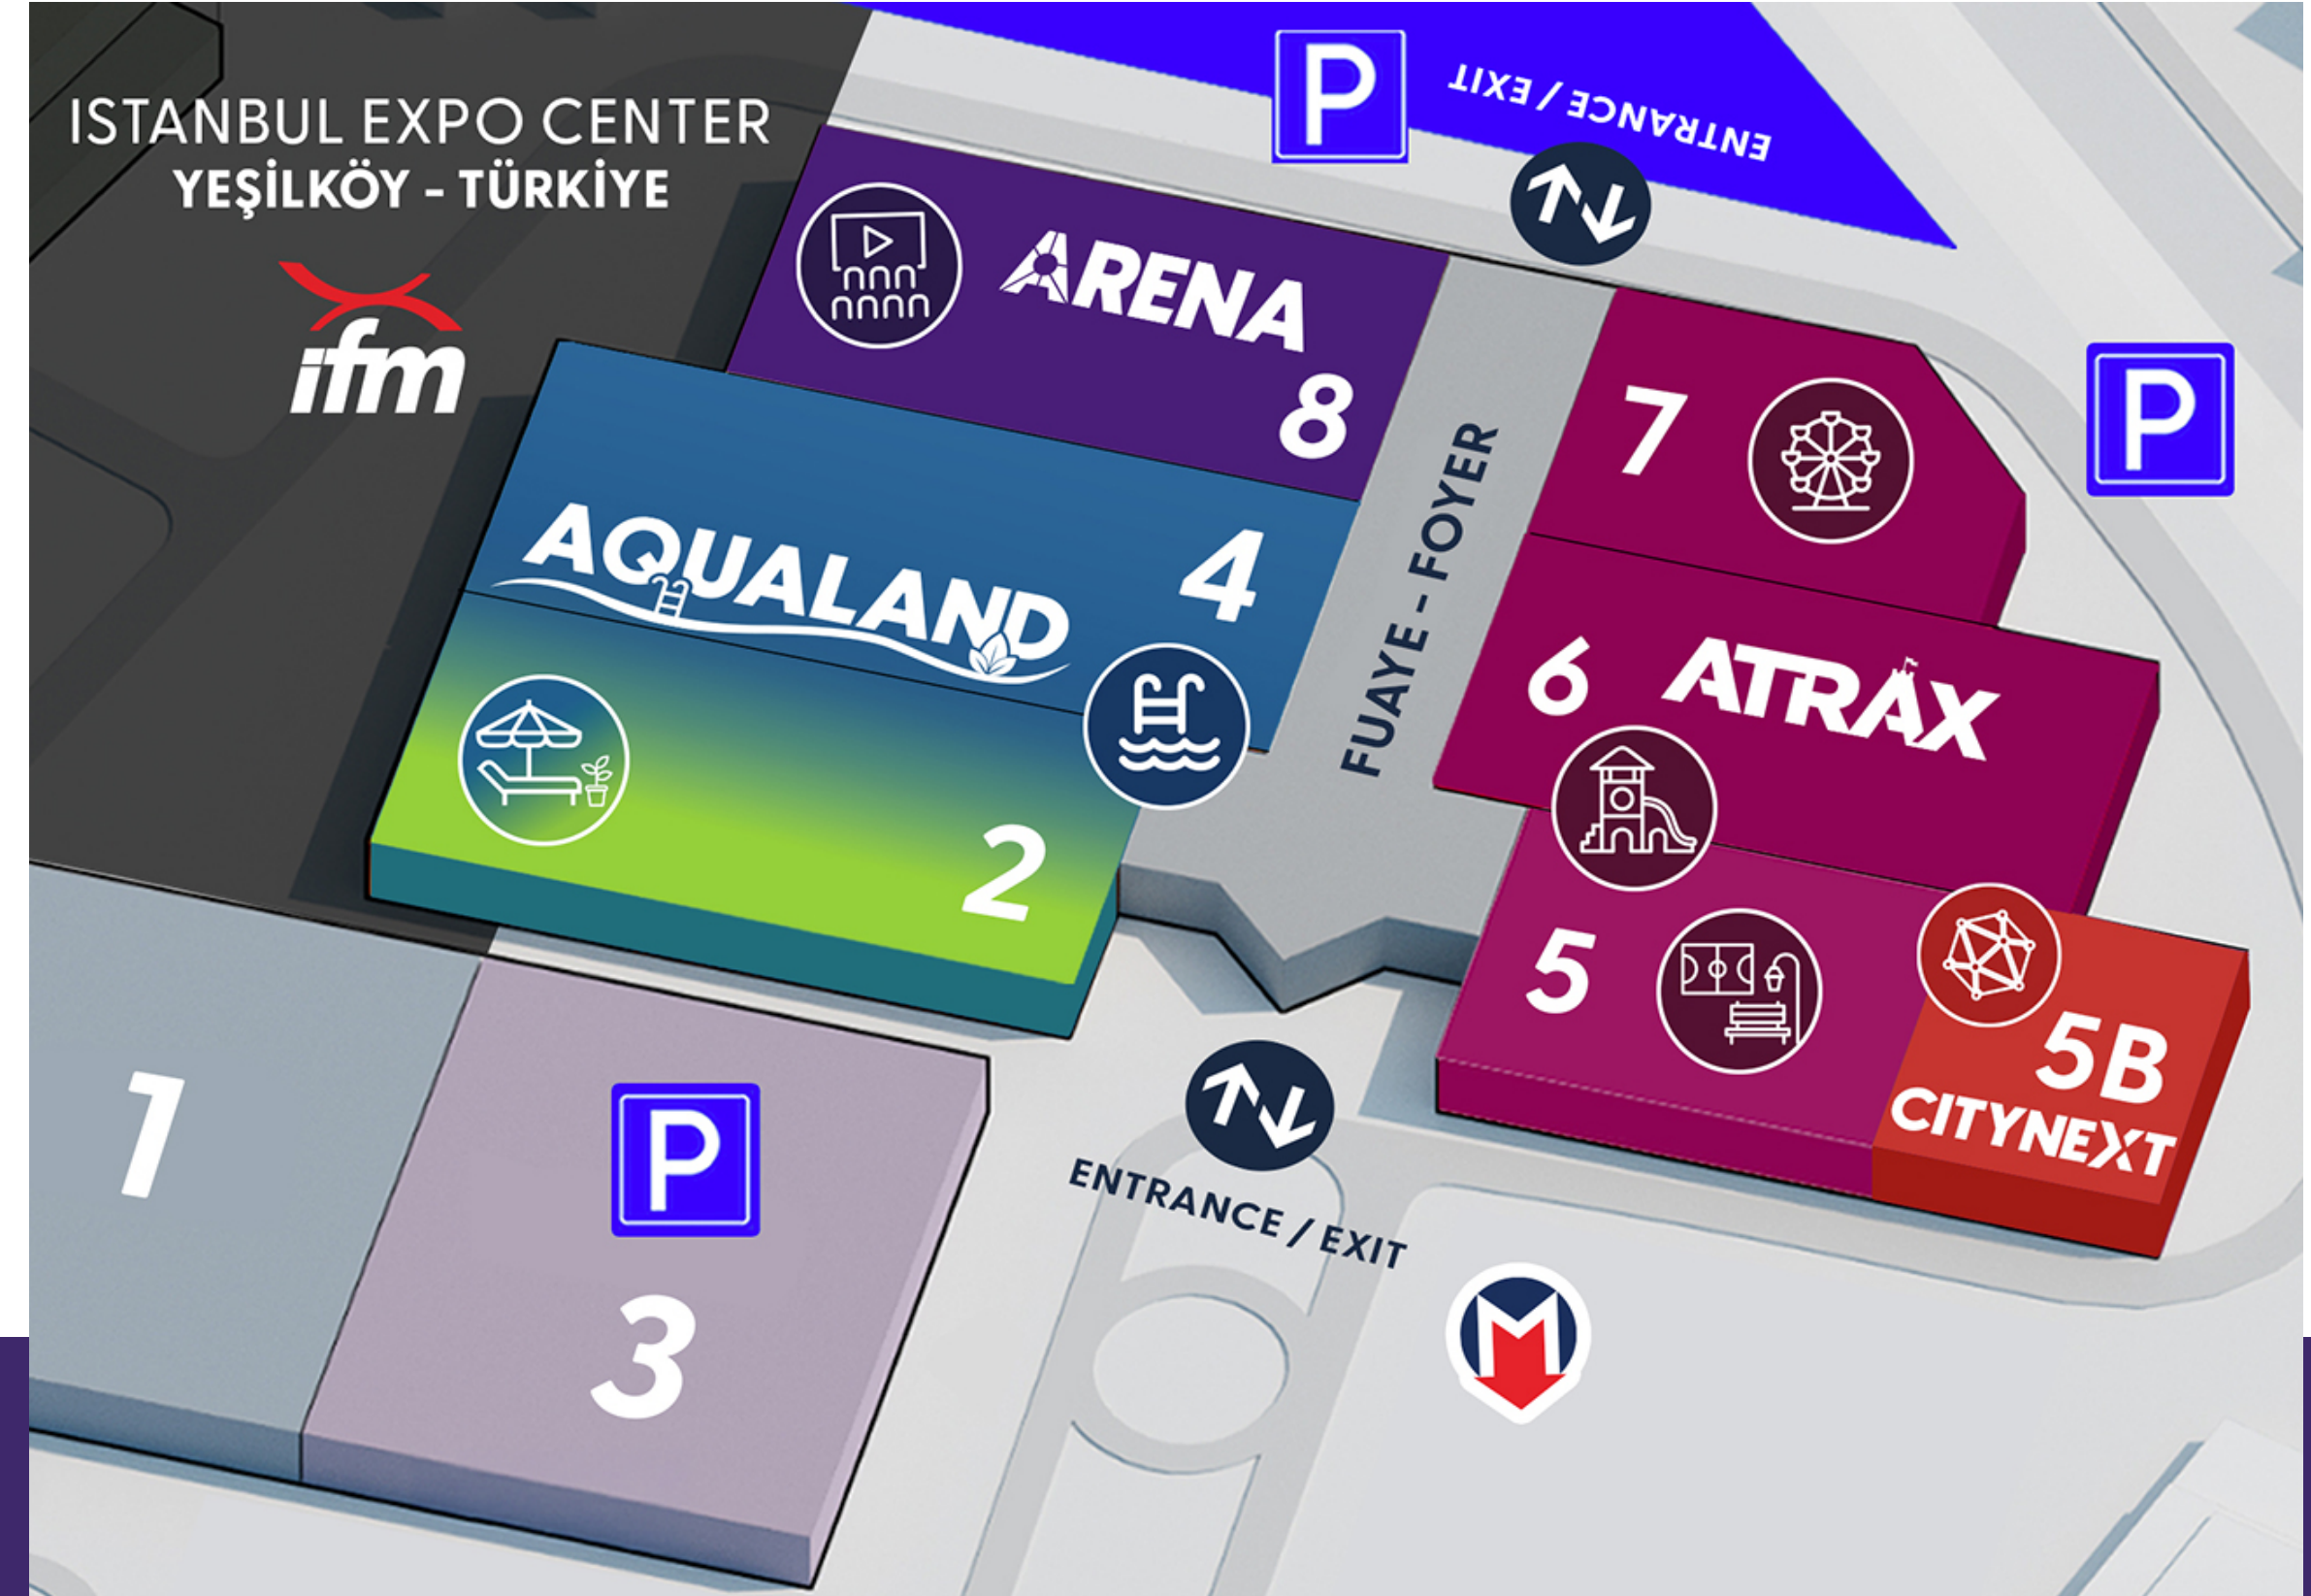 ISTANBUL EXPO CENTER
YEŞİLKÖY - TÜRKİYE
ifm
P
ENTRANCE / EXIT
ARENA
8
7
P
AQUALAND
4
FUAYE - FOYER
6
ATRAX
2
5
5B
CITYNEXT
1
P
3
ENTRANCE / EXIT
M